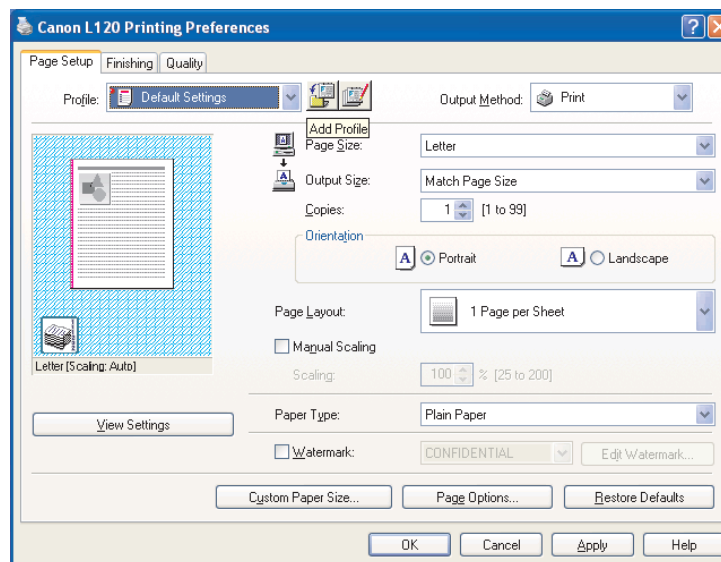 Canon L120 Printing Preferences
Page Setup Finishing Quality
Profile: Default Settings Output Method: Print
Add Profile
Page Size: Letter
Output Size: Match Page Size
Copies: 1 [1 to 99]
Orientation
A Portrait A Landscape
Page Layout: 1 Page per Sheet
Manual Scaling
Letter [Scaling: Auto]
Scaling: 100 % [25 to 200]
Paper Type: Plain Paper
View Settings
Watermark: CONFIDENTIAL Edit Watermark...
Custom Paper Size... Page Options... Restore Defaults
OK Cancel Apply Help